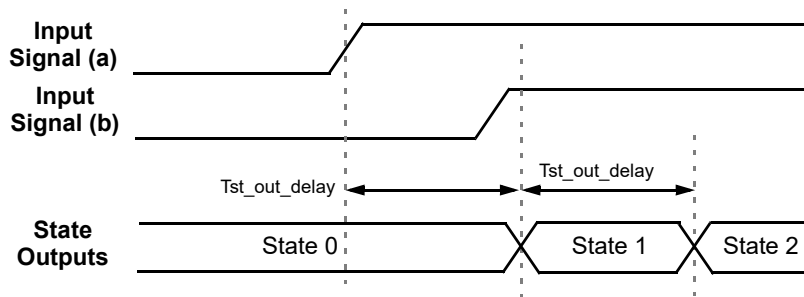 Input
Signal (a)
Input
Signal (b)
Tst_out_delay
Tst_out_delay
State
Outputs
State 0
State 1
State 2